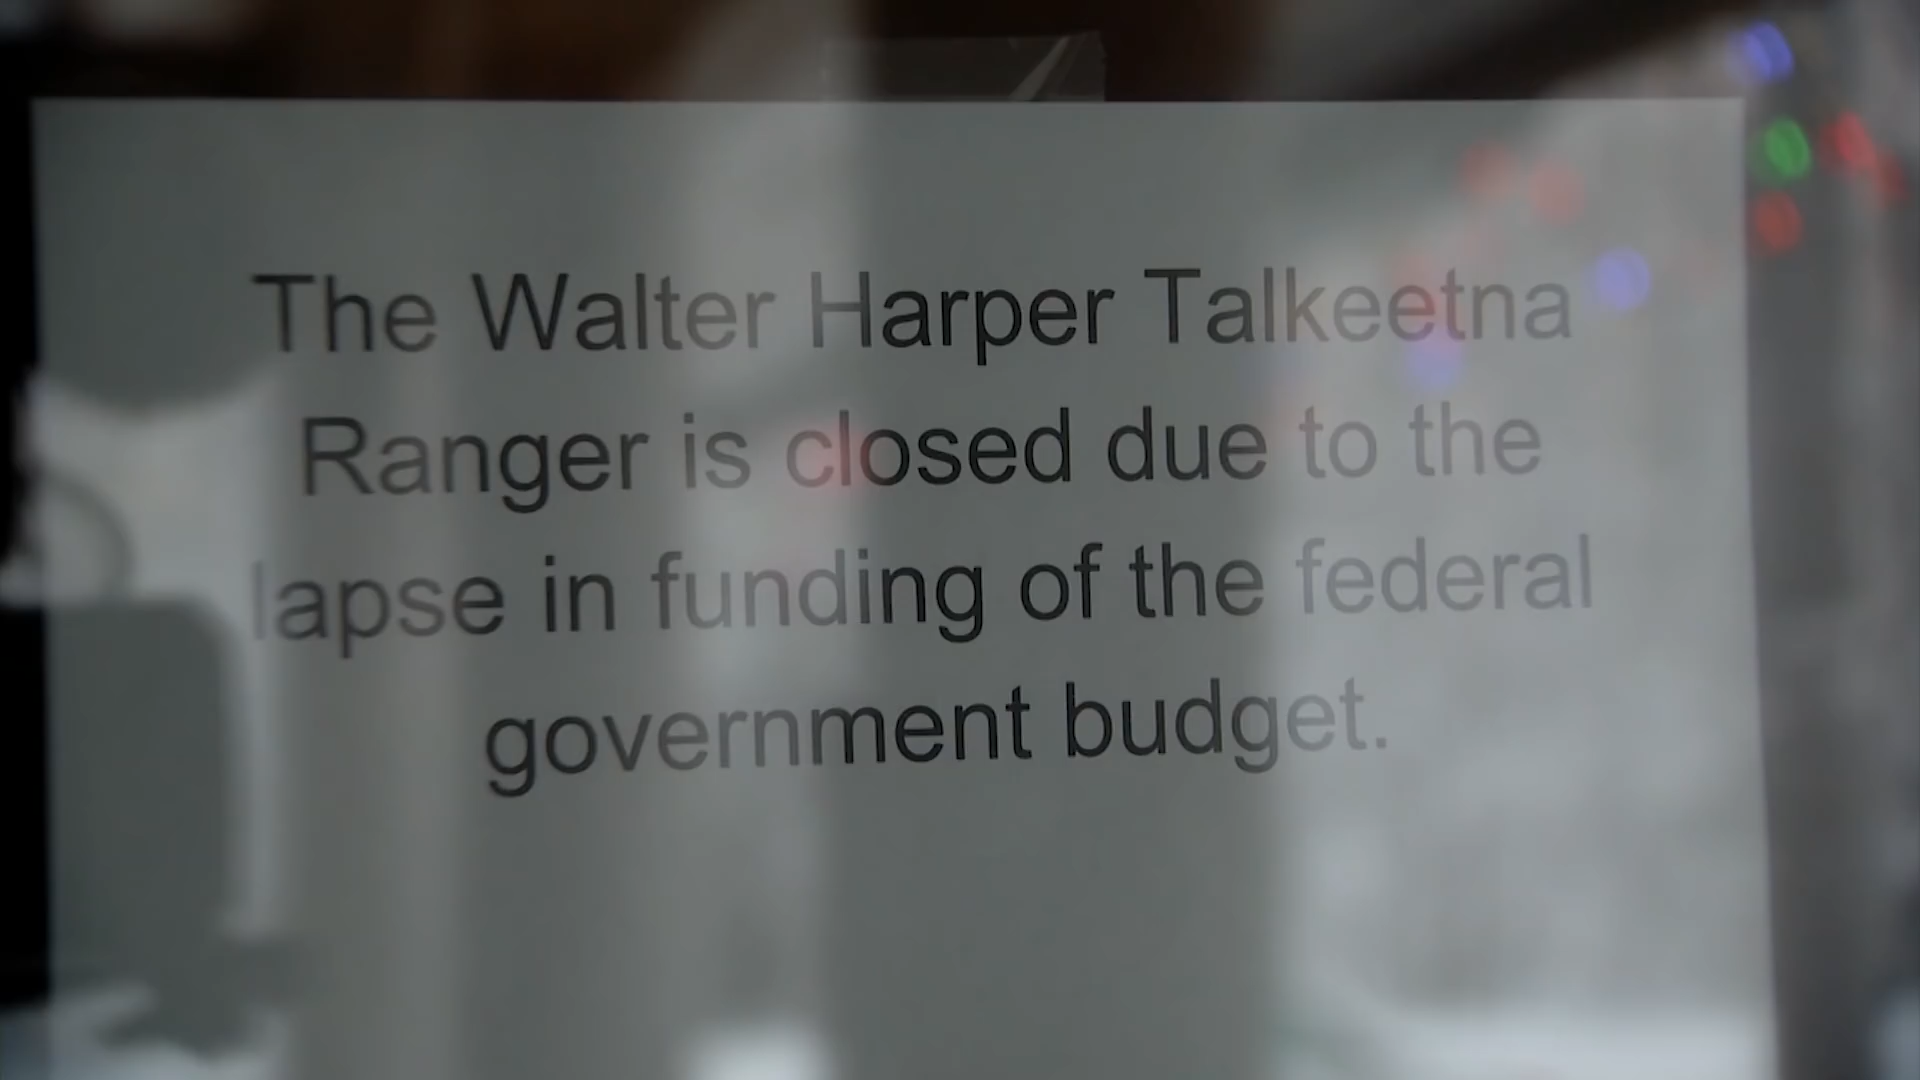 The Walter Harper Talkeetna
Ranger is closed due to the
lapse in funding of the federal
government budget.